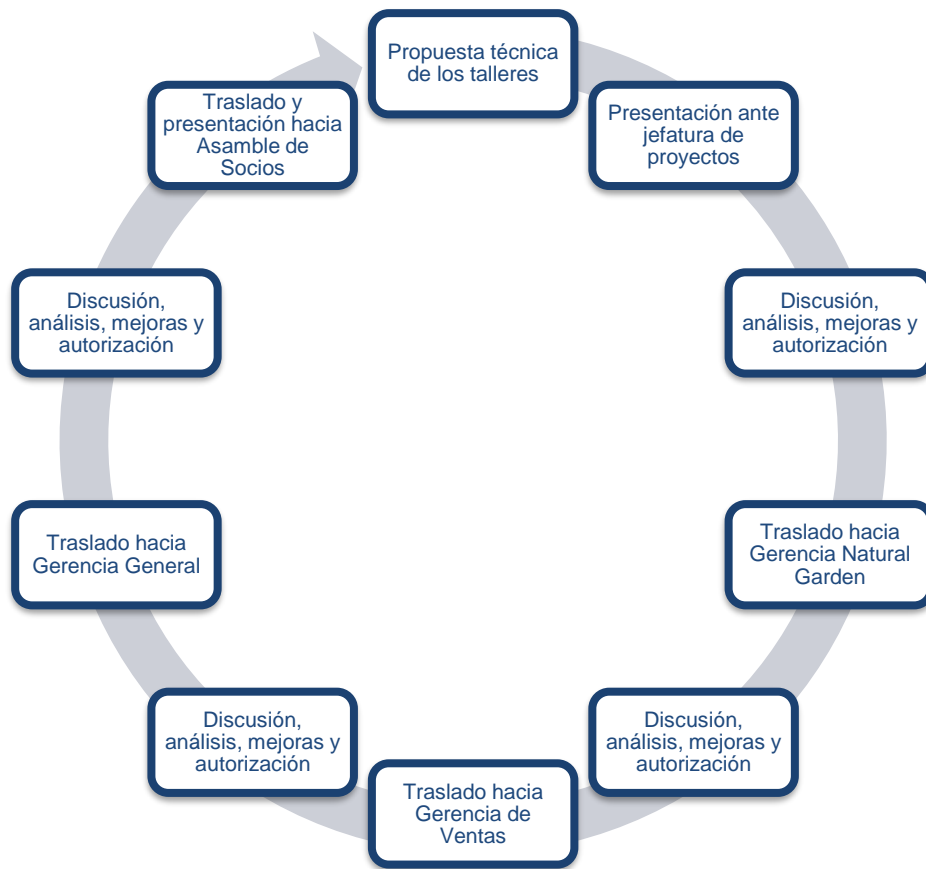 Propuesta técnica
de los talleres
Presentación ante
jefatura de
proyectos
Discusión,
análisis, mejoras y
autorización
Traslado hacia
Gerencia Natural
Garden
Discusión,
análisis, mejoras y
autorización
Traslado hacia
Gerencia de
Ventas
Discusión,
análisis, mejoras y
autorización
Traslado hacia
Gerencia General
Discusión,
análisis, mejoras y
autorización
Traslado y
presentación hacia
Asamble de
Socios